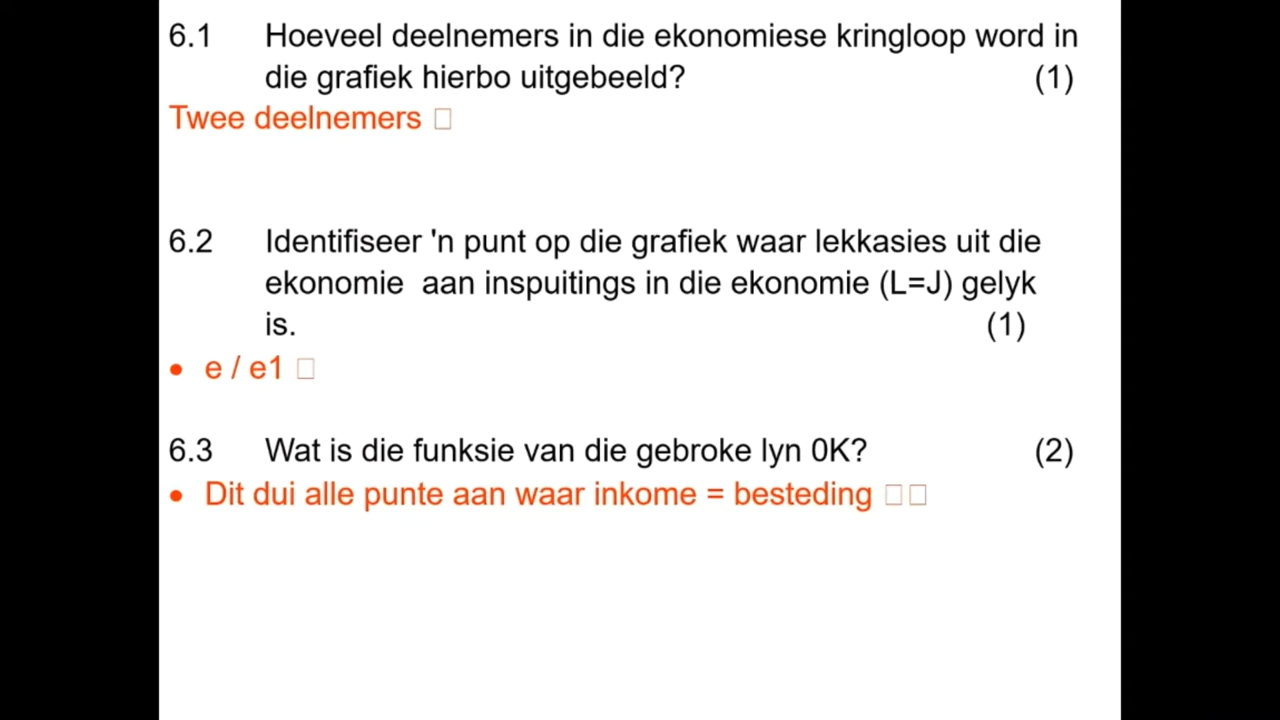 6.1 Hoeveel deelnemers in die ekonomiese kringloop word in
die grafiek hierbo uitgebeeld? (1)
Twee deelnemers □
6.2 Identifiseer 'n punt op die grafiek waar lekkasies uit die
ekonomie aan inspuitings in die ekonomie (L=J) gelyk
is. (1)
• e / e1 □
6.3 Wat is die funksie van die gebroke lyn 0K? (2)
• Dit dui alle punte aan waar inkome = besteding □□